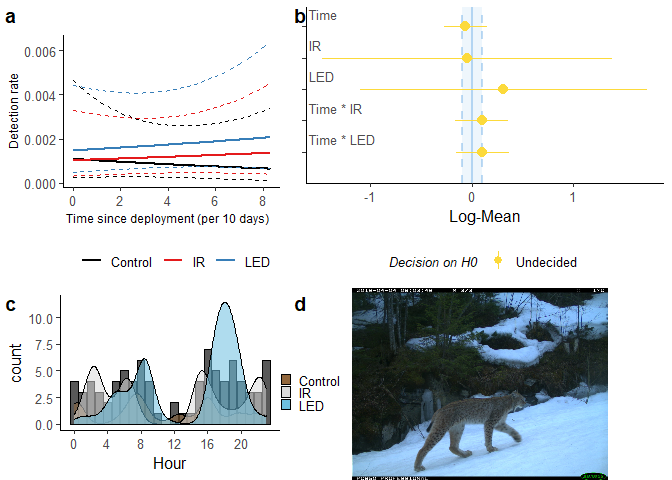 a
0.006
0.004
0.002
0.000
Detection rate
0 2 4 6 8
Time since deployment (per 10 days)
Control IR LED
b
Time
IR
LED
Time * IR
Time * LED
-1 0 1
Log-Mean
Decision on H0 Undecided
c
10.0
7.5
5.0
2.5
0.0
count
0 4 8 12 16 20
Hour
Control
IR
LED
d